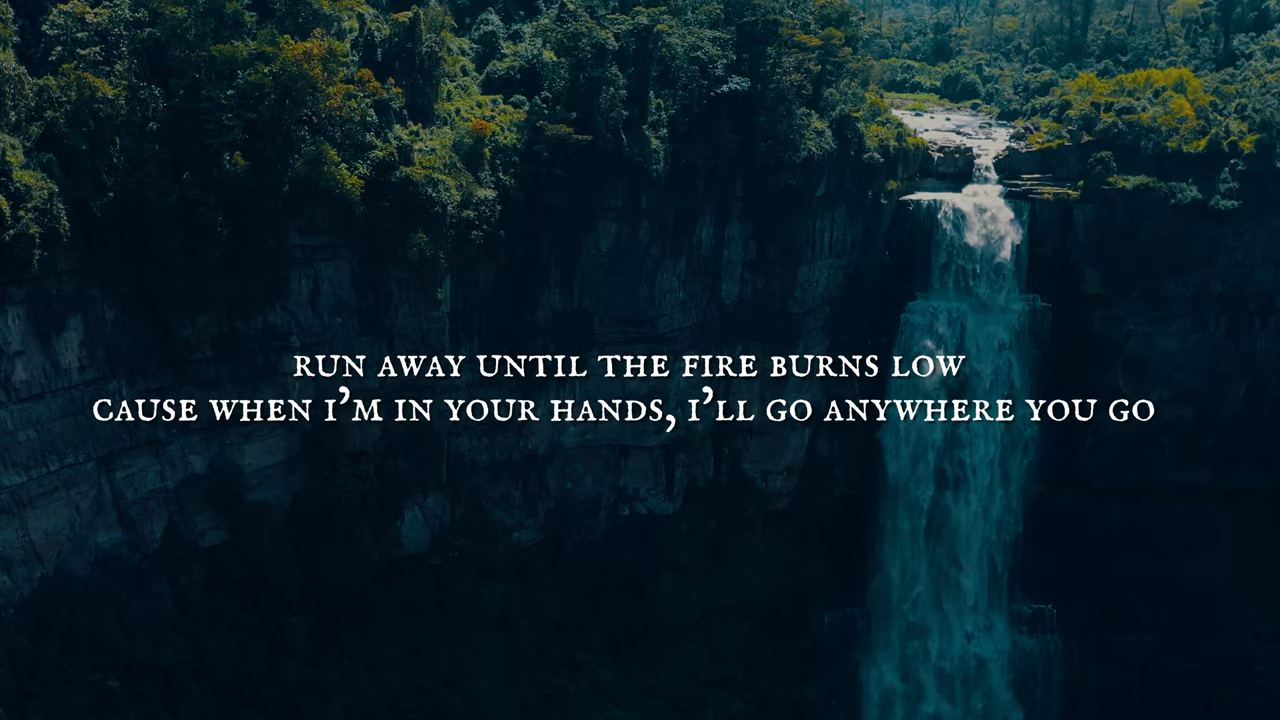 RUN AWAY UNTIL THE FIRE BURNS LOW
CAUSE WHEN I'M IN YOUR HANDS, I'LL GO ANYWHERE YOU GO